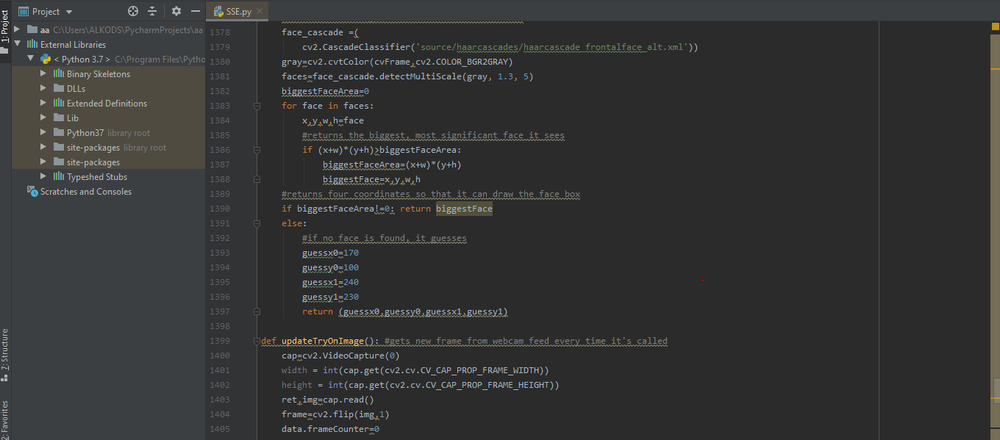 Project
SSE.py
1: Project
7: Structure
2: Favorites
aa C:\Users\ALKODS\PycharmProjects\aa
External Libraries
< Python 3.7 > C:\Program Files\Pytho
Binary Skeletons
DLLs
Extended Definitions
Lib
Python37 library root
site-packages library root
site-packages
Typeshed Stubs
Scratches and Consoles
1378 face_cascade =(
1379 cv2.CascadeClassifier('source/haarcascades/haarcascade_frontalface_alt.xml'))
1380 gray=cv2.cvtColor(cvFrame,cv2.COLOR_BGR2GRAY)
1381 faces=face_cascade.detectMultiScale(gray, 1.3, 5)
1382 biggestFaceArea=0
1383 for face in faces:
1384 x,y,w,h=face
1385 #returns the biggest, most significant face it sees
1386 if (x+w)*(y+h)>biggestFaceArea:
1387 biggestFaceArea=(x+w)*(y+h)
1388 biggestFace=x,y,w,h
1389 #returns four coordinates so that it can draw the face box
1390 if biggestFaceArea!=0: return biggestFace
1391 else:
1392 #if no face is found, it guesses
1393 guessx0=170
1394 guessy0=100
1395 guessx1=240
1396 guessy1=230
1397 return (guessx0,guessy0,guessx1,guessy1)
1398
1399 def updateTryOnImage(): #gets new frame from webcam feed every time it's called
1400 cap=cv2.VideoCapture(0)
1401 width = int(cap.get(cv2.cv.CV_CAP_PROP_FRAME_WIDTH))
1402 height = int(cap.get(cv2.cv.CV_CAP_PROP_FRAME_HEIGHT))
1403 ret,img=cap.read()
1404 frame=cv2.flip(img,1)
1405 data.frameCounter=0